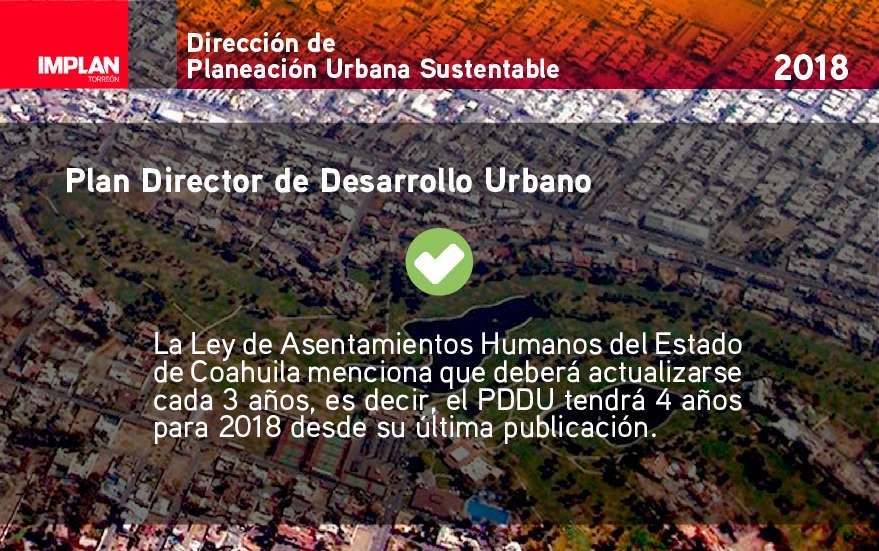 IMPLAN
TORREÓN
Dirección de
Planeación Urbana Sustentable
2018
Plan Director de Desarrollo Urbano
La Ley de Asentamientos Humanos del Estado
de Coahuila menciona que deberá actualizarse
cada 3 años, es decir, el PDDU tendrá 4 años
para 2018 desde su última publicación.